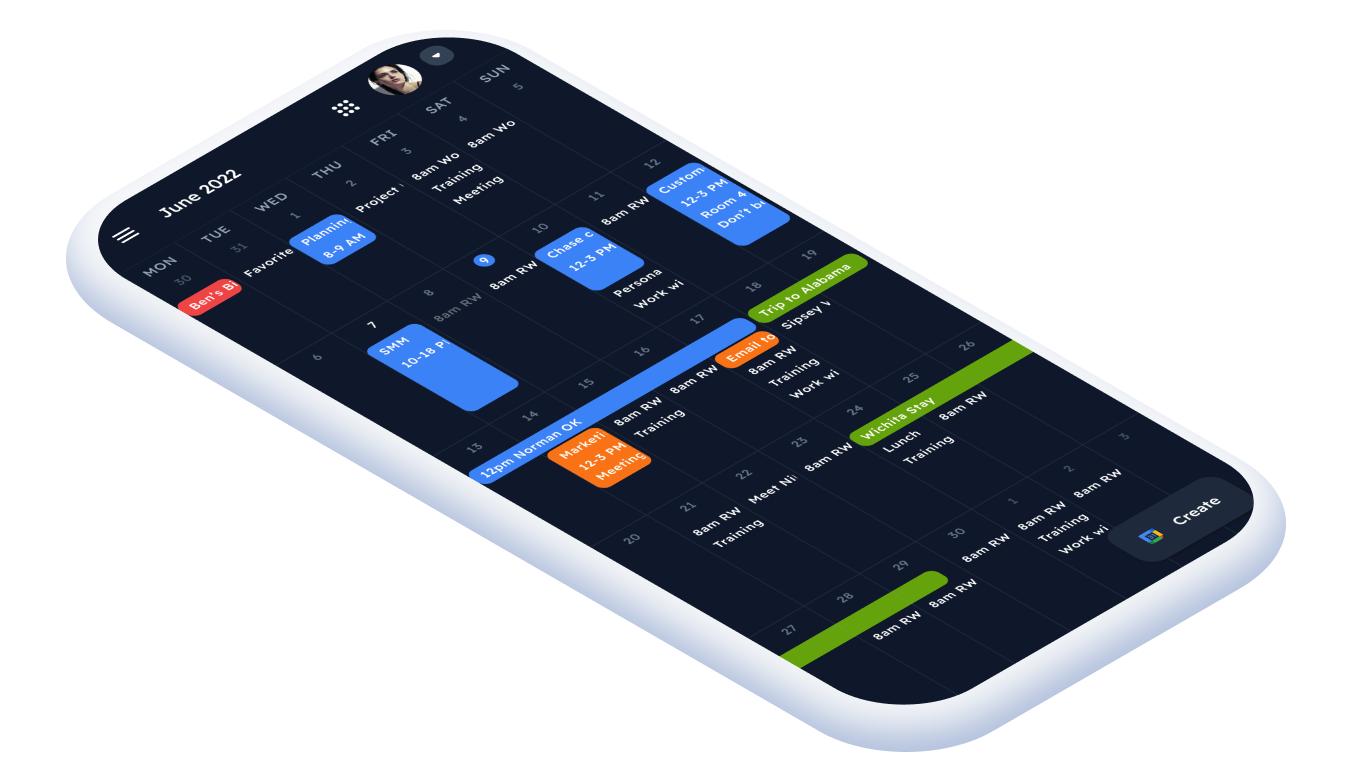 June 2022
MON TUE WED THU FRI SAT SUN
30 31 1 2 3 4 5
Ben's Bi
Favorite
Plannin
8-9 AM
Project
8am Wo
Training
Meeting
8am Wo
6 7 8 9 10 11 12
SMM
10-18 P
8am RW
8am RW
Chase c
12-3 PM
Persona
Work wi
8am RW
Custom
12-3 PM
Room 4
Don't be
13 14 15 16 17 18 19
12pm Norman OK
Marketi
12-3 PM
Meeting
8am RW
Training
8am RW
Email to
8am RW
Training
Work wi
Trip to Alabama
Sipsey
20 21 22 23 24 25 26
8am RW
Training
Meet Ni
8am RW
Wichita Stay
Lunch
Training
8am RW
27 28 29 30 1 2 3
8am RW
8am RW
8am RW
8am RW
Training
Work wi
8am RW
Create